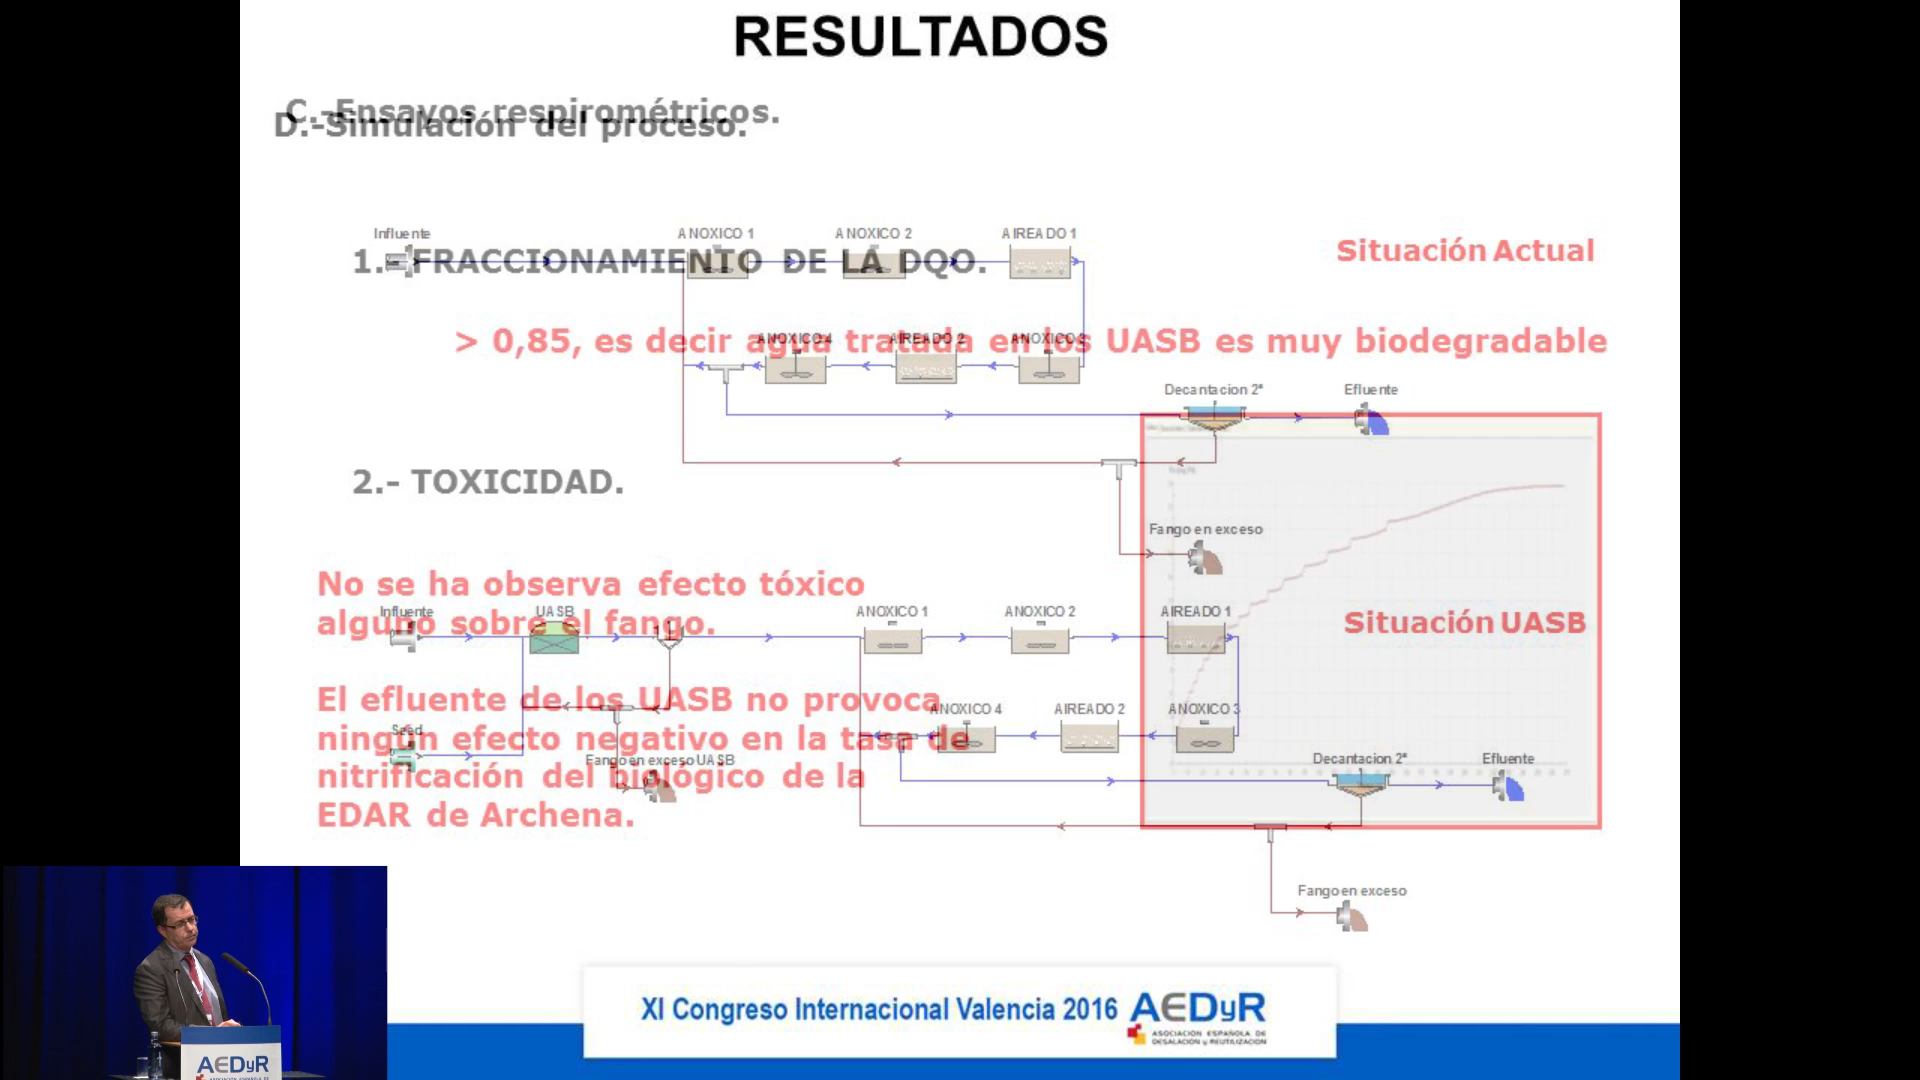 RESULTADOS
C.-Ensayos respirométricos.
D.-Simulación del proceso.
Influente
ANOXICO 1
ANOXICO 2
AIREADO 1
Situación Actual
1.- FRACCIONAMIENTO DE LA DQO.
> 0,85, es decir agua tratada en los UASB es muy biodegradable
ANOXICO 4
AIREADO 2
ANOXICO 3
Decantacion 2ª
Efluente
2.- TOXICIDAD.
Fango en exceso
No se ha observa efecto tóxico
alguno sobre el fango.
Influente
UASB
ANOXICO 1
ANOXICO 2
AIREADO 1
Situación UASB
El efluente de los UASB no provoca
ningún efecto negativo en la tasa de
nitrificación del biológico de la
EDAR de Archena.
Seed
ANOXICO 4
AIREADO 2
ANOXICO 3
Fango en exceso UASB
Decantacion 2ª
Efluente
Fango en exceso
XI Congreso Internacional Valencia 2016
AEDyR
ASOCIACIÓN ESPAÑOLA DE
DESALACIÓN y REUTILIZACIÓN
AEDyR